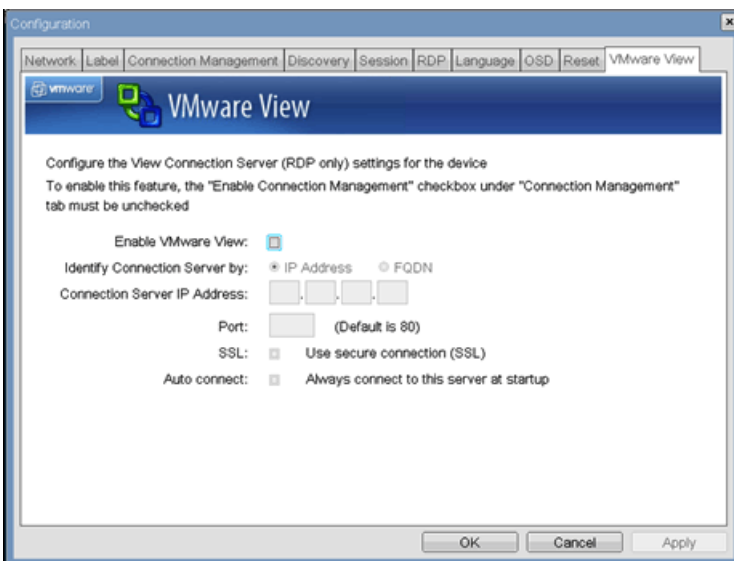 Configuration
Network Label Connection Management Discovery Session RDP Language OSD Reset VMware View
vmware
VMware View
Configure the View Connection Server (RDP only) settings for the device
To enable this feature, the "Enable Connection Management" checkbox under "Connection Management"
tab must be unchecked
Enable VMware View:
Identify Connection Server by: IP Address FQDN
Connection Server IP Address: . . .
Port: (Default is 80)
SSL: Use secure connection (SSL)
Auto connect: Always connect to this server at startup
OK Cancel Apply